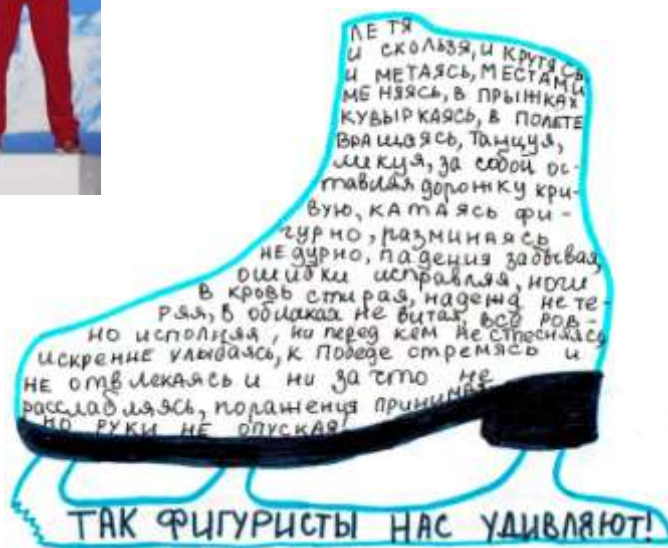 ЛЕТЯ
И СКОЛЬЗЯ, И КРУТЯСЬ
И МЕТАЯСЬ, МЕСТАМИ
МЕНЯЯСЬ, В ПРЫЖКАХ
КУВЫРКАЯСЬ, В ПОЛЕТЕ
ВРАЩАЯСЬ, ТАНЦУЯ,
ЛИКУЯ, ЗА СОБОЙ ОС-
ТАВЛЯЯ ДОРОЖКУ КРИ-
ВУЮ, КАТАЯСЬ ФИ-
ГУРНО, РАЗМИНАЯСЬ
НЕДУРНО, ПАДЕНИЯ ЗАБЫВАЯ,
ОШИБКИ ИСПРАВЛЯЯ, НОГИ
В КРОВЬ СТИРАЯ, НАДЕЖД НЕ ТЕ-
РЯЯ, В ОБЛАКАХ НЕ ВИТАЯ, ВСЁ РОВ-
НО ИСПОЛНЯЯ, НИ ПЕРЕД КЕМ НЕ СТЕСНЯЯСЬ
ИСКРЕННЕ УЛЫБАЯСЬ, К ПОБЕДЕ СТРЕМЯСЬ И
НЕ ОТВЛЕКАЯСЬ И НИ ЗА ЧТО НЕ
РАССЛАБЛЯЯСЬ, ПОРАЖЕНИЯ ПРИНИМАЯ
НО РУКИ НЕ ОПУСКАЯ
ТАК ФИГУРИСТЫ НАС УДИВЛЯЮТ!